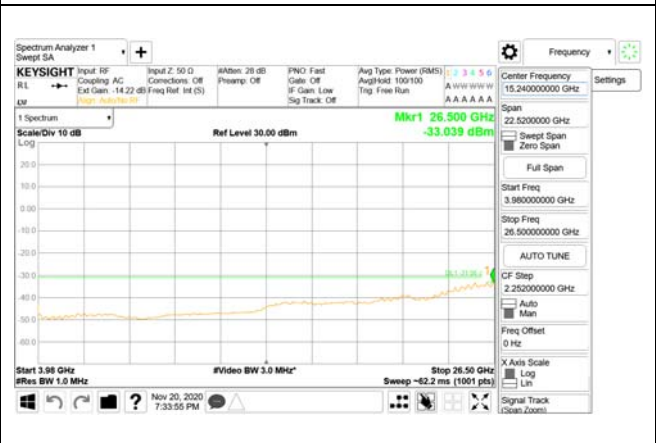 Spectrum Analyzer 1
Swept SA
Frequency
Settings
KEYSIGHT
RL
Input: RF
Coupling: AC
Ext Gain: -14.22 dB
Align: Auto/No RF
Input Z: 50 Ω
Corrections: Off
Freq Ref: Int (S)
#Atten: 28 dB
Preamp: Off
PNO: Fast
Gate: Off
IF Gain: Low
Sig Track: Off
Avg Type: Power (RMS)
Avg|Hold: 100/100
Trig: Free Run
1 2 3 4 5 6
A W W W W W
A A A A A A
1 Spectrum
Scale/Div 10 dB
Ref Level 30.00 dBm
Mkr1 26.500 GHz
-33.039 dBm
Log
20.0
10.0
0.00
-10.0
-20.0
-30.0
-40.0
-50.0
-60.0
1
Start 3.98 GHz
#Res BW 1.0 MHz
#Video BW 3.0 MHz*
Stop 26.50 GHz
Sweep ~62.2 ms (1001 pts)
Nov 20, 2020
7:33:55 PM
Center Frequency
15.240000000 GHz
Span
22.5200000 GHz
Swept Span
Zero Span
Full Span
Start Freq
3.980000000 GHz
Stop Freq
26.500000000 GHz
AUTO TUNE
CF Step
2.252000000 GHz
Auto
Man
Freq Offset
0 Hz
X Axis Scale
Log
Lin
Signal Track
(Span Zoom)